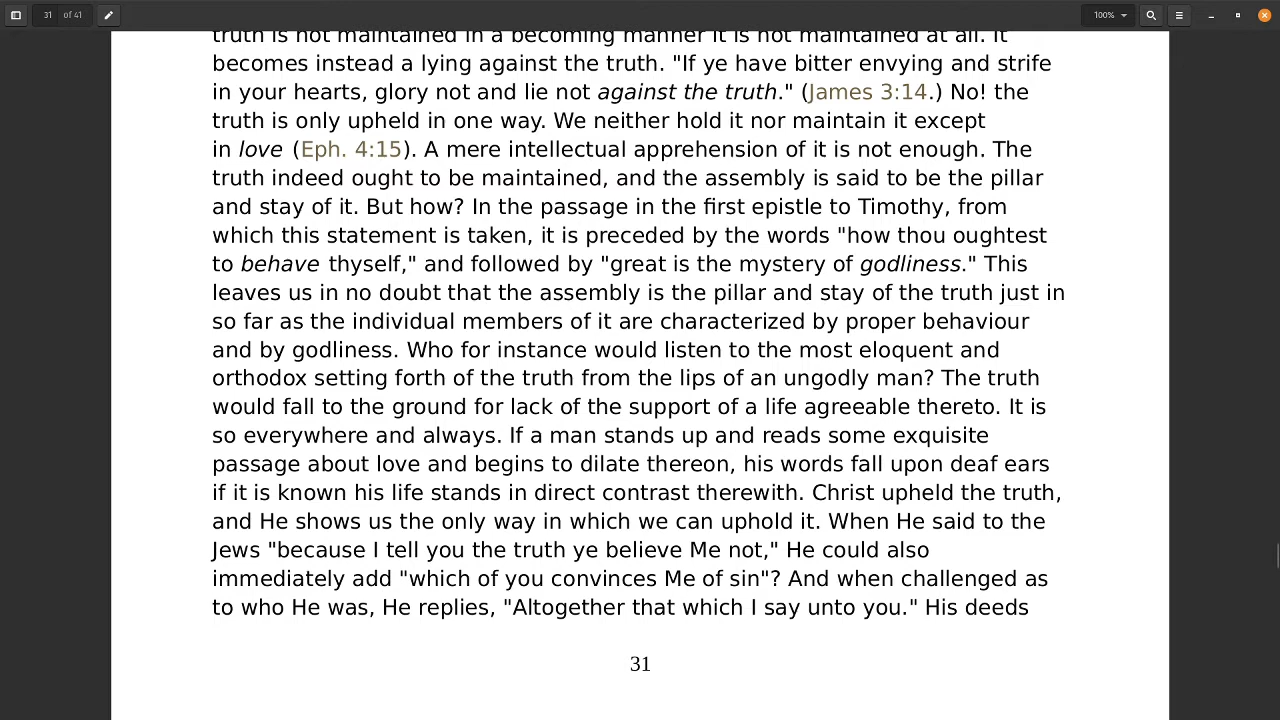 31 of 41
100%
truth is not maintained in a becoming manner it is not maintained at all. It
becomes instead a lying against the truth. "If ye have bitter envying and strife
in your hearts, glory not and lie not against the truth." (James 3:14.) No! the
truth is only upheld in one way. We neither hold it nor maintain it except
in love (Eph. 4:15). A mere intellectual apprehension of it is not enough. The
truth indeed ought to be maintained, and the assembly is said to be the pillar
and stay of it. But how? In the passage in the first epistle to Timothy, from
which this statement is taken, it is preceded by the words "how thou oughtest
to behave thyself," and followed by "great is the mystery of godliness." This
leaves us in no doubt that the assembly is the pillar and stay of the truth just in
so far as the individual members of it are characterized by proper behaviour
and by godliness. Who for instance would listen to the most eloquent and
orthodox setting forth of the truth from the lips of an ungodly man? The truth
would fall to the ground for lack of the support of a life agreeable thereto. It is
so everywhere and always. If a man stands up and reads some exquisite
passage about love and begins to dilate thereon, his words fall upon deaf ears
if it is known his life stands in direct contrast therewith. Christ upheld the truth,
and He shows us the only way in which we can uphold it. When He said to the
Jews "because I tell you the truth ye believe Me not," He could also
immediately add "which of you convinces Me of sin"? And when challenged as
to who He was, He replies, "Altogether that which I say unto you." His deeds
31